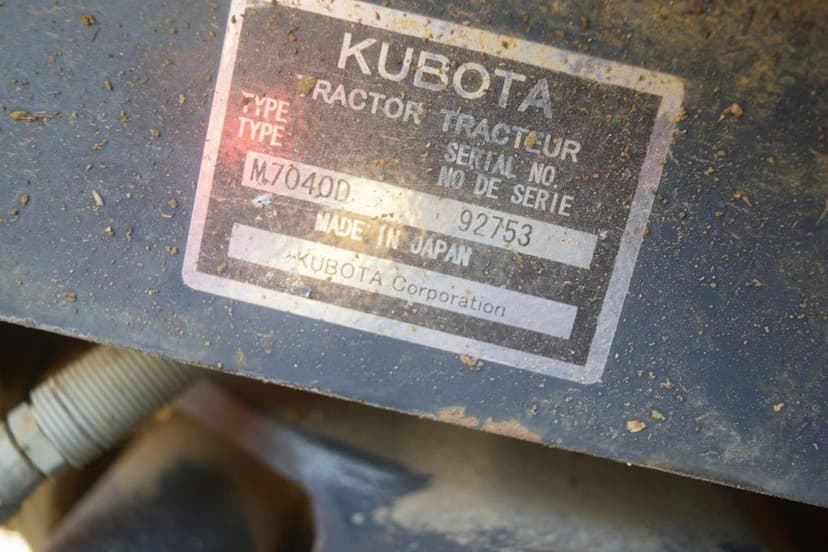 KUBOTA
TRACTOR TRACTEUR
TYPE
TYPE
SERIAL NO.
NO DE SERIE
M7040D 92753
MADE IN JAPAN
KUBOTA Corporation